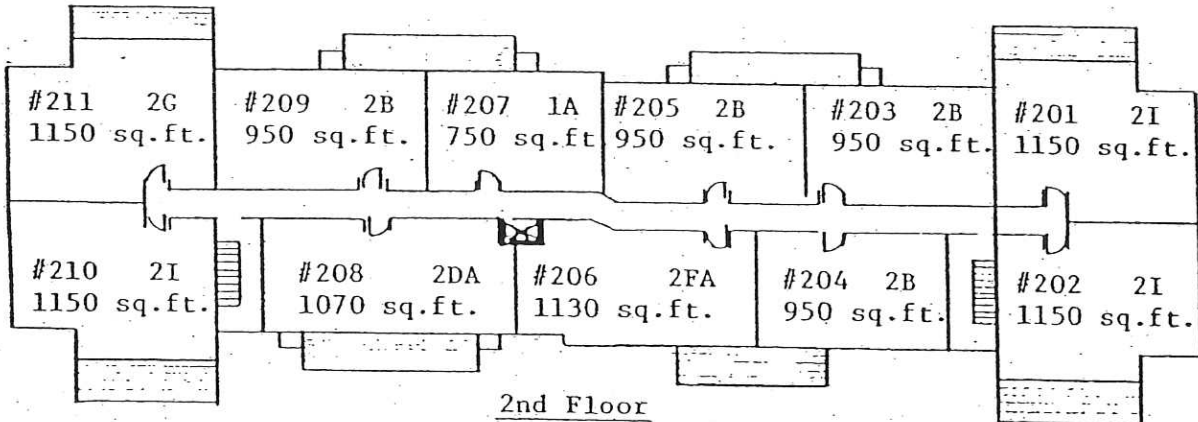 #211 2G
1150 sq.ft.
#209 2B
950 sq.ft.
#207 1A
750 sq.ft
#205 2B
950 sq.ft.
#203 2B
950 sq.ft.
#201 2I
1150 sq.ft.
#210 2I
1150 sq.ft.
#208 2DA
1070 sq.ft.
#206 2FA
1130 sq.ft.
#204 2B
950 sq.ft.
#202 2I
1150 sq.ft.
2nd Floor